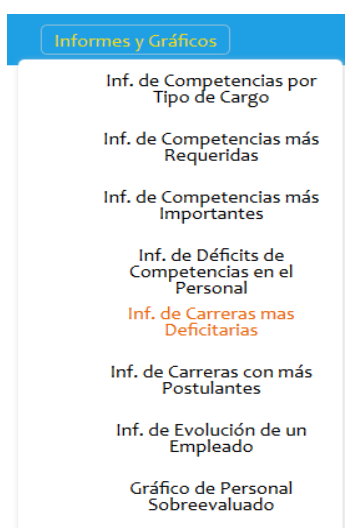 Informes y Gráficos
Inf. de Competencias por
Tipo de Cargo
Inf. de Competencias más
Requeridas
Inf. de Competencias más
Importantes
Inf. de Déficits de
Competencias en el
Personal
Inf. de Carreras mas
Deficitarias
Inf. de Carreras con más
Postulantes
Inf. de Evolución de un
Empleado
Gráfico de Personal
Sobreevaluado